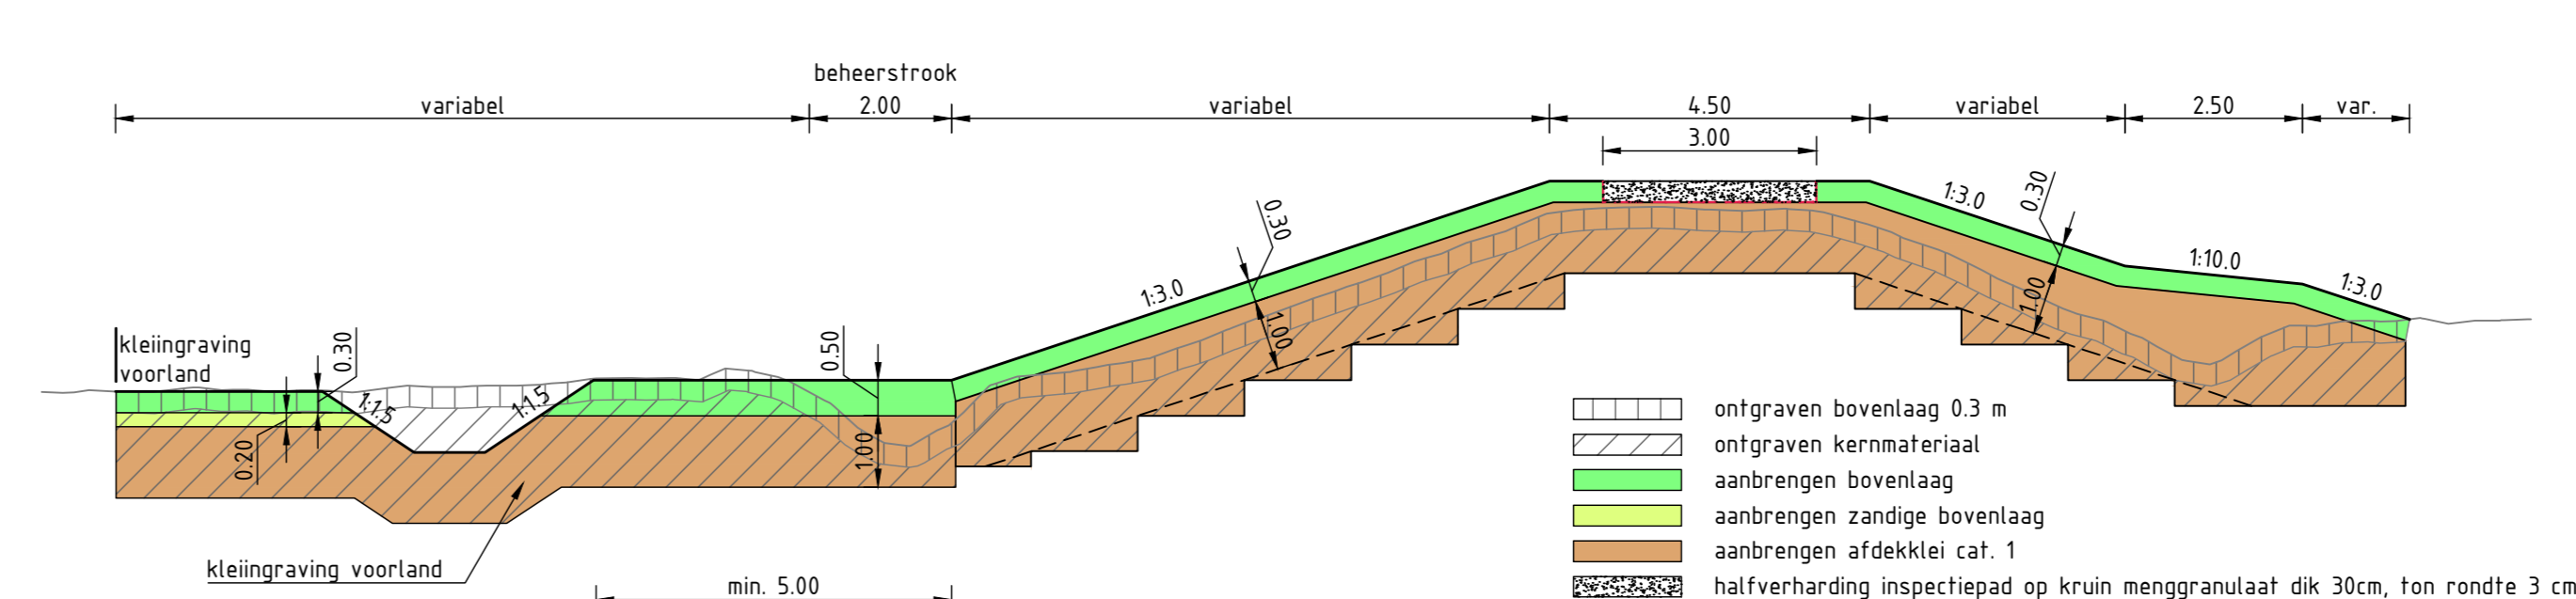 beheerstrook
variabel
2.00
variabel
4.50
variabel
2.50
var.
3.00
0.30
1:3.0
0.30
1:3.0
1:10.0
1:3.0
1.00
1.00
kleiingraving
voorland
0.30
0.50
1:1.5
1:1.5
0.20
1.00
kleiingraving voorland
min. 5.00
ontgraven bovenlaag 0.3 m
ontgraven kernmateriaal
aanbrengen bovenlaag
aanbrengen zandige bovenlaag
aanbrengen afdekklei cat. 1
halfverharding inspectiepad op kruin menggranulaat dik 30cm, ton rondte 3 cm